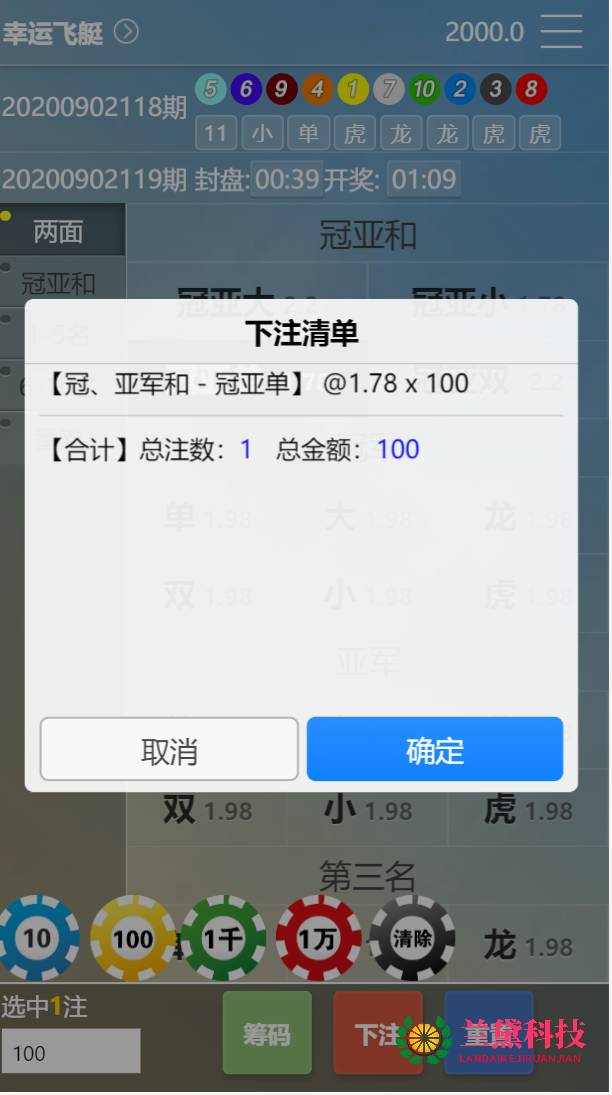 幸运飞艇 2000.0
20200902118期 5 6 9 4 1 7 10 2 3 8
11 小 单 虎 龙 龙 虎 虎
20200902119期 封盘: 00:39 开奖: 01:09
两面 冠亚和
冠亚和 冠亚大 2.2 冠亚小 1.78
下注清单
1-5名
【冠、亚军和 - 冠亚单】 @1.78 x 100
双 2.2
【合计】总注数： 1 总金额： 100
单 1.98 大 1.98 龙 1.98
双 1.98 小 1.98 虎 1.98
亚军
取消 确定
双 1.98 小 1.98 虎 1.98
第三名
10 100 1千 1万 清除 龙 1.98
选中1注
100 筹码 下注 重置
兰黛科技
LANDAIKEJIRUANJIAN